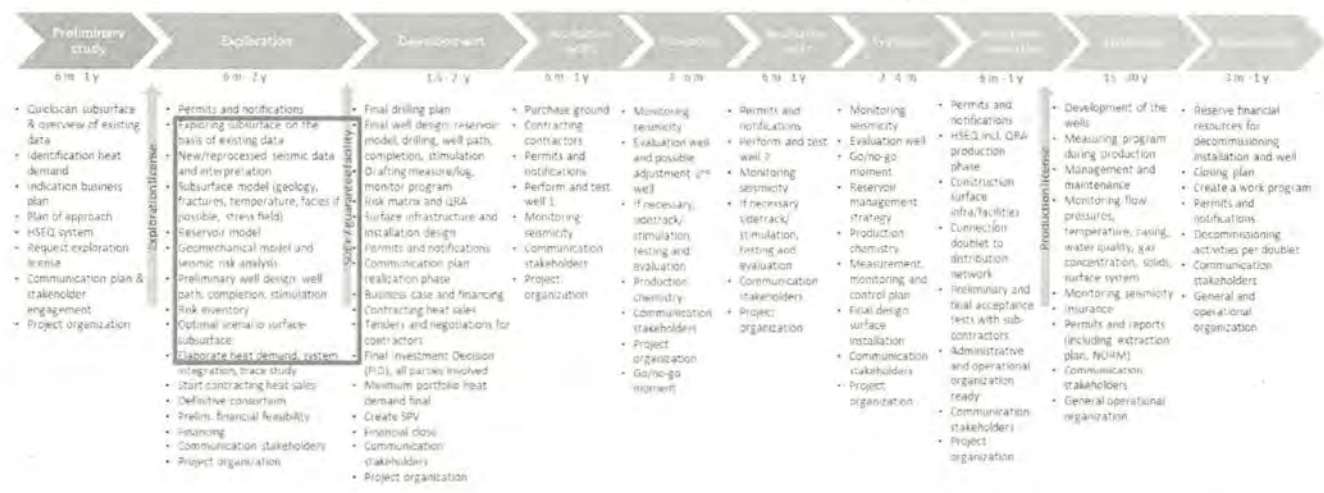 Preliminary
study
6 m - 1 y
• Quickscan subsurface
& overview of existing
data
• Identification heat
demand
• Indication business
plan
• Plan of approach
• HSEQ system
• Request exploration
license
• Communication plan &
stakeholder
engagement
• Project organization
Exploration license
Exploration
6 m - 2 y
• Permits and notifications
• Exploring subsurface on the
basis of existing data
• New/reprocessed seismic data
and interpretation
• Subsurface model (geology,
fractures, temperature, facies if
possible, stress field)
• Reservoir model
• Geomechanical model and
seismic risk analysis
• Preliminary well design: well
path, completion, stimulation
• Risk inventory
• Optimal scenario surface-
subsurface
• Elaborate heat demand, system
integration, trace study
• Start contracting heat sales
• Definitive consortium
• Prelim. financial feasibility
• Financing
• Communication stakeholders
• Project organization
/ guarantee facility
Development
1.5 - 2 y
• Final drilling plan
• Final well design: reservoir
model, drilling, well path,
completion, stimulation
• Drafting measure/log,
monitor program
• Risk matrix and QRA
• Surface infrastructure and
installation design
• Permits and notifications
• Communication plan
realization phase
• Business case and financing
• Contracting heat sales
• Tenders and negotiations for
contractors
• Final Investment Decision
(FID), all parties involved
• Minimum portfolio heat
demand final
• Create SPV
• Financial close
• Communication
stakeholders
• Project organization
6 m - 1 y
• Purchase ground
• Contracting
contractors
• Permits and
notifications
• Perform and test
well 1
• Monitoring
seismicity
• Communication
stakeholders
• Project
organization
• Monitoring
seismicity
• Evaluation well
and possible
adjustment 2nd
well
• If necessary,
sidetrack/
stimulation,
testing and
evaluation
• Production
chemistry
• Communication
stakeholders
• Project
organization
• Go/no-go
moment
6 m - 1 y
• Permits and
notifications
• Perform and test
well 2
• Monitoring
seismicity
• If necessary
sidetrack/
stimulation,
testing and
evaluation
• Communication
stakeholders
• Project
organization
2 - 4 m
• Monitoring
seismicity
• Evaluation well
• Go/no-go
moment
• Reservoir
management
strategy
• Production
chemistry
• Measurement,
monitoring and
control plan
• Final design
surface
installation
• Communication
stakeholders
• Project
organization
6 m - 1 y
• Permits and
notifications
• HSEQ incl. QRA
production
phase
• Construction
surface
infra/facilities
• Connection
doublet to
distribution
network
• Preliminary and
final acceptance
tests with sub-
contractors
• Administrative
and operational
organization
ready
• Communication
stakeholders
• Project
organization
Production license
15 -30 y
• Development of the
wells
• Measuring program
during production
• Management and
maintenance
• Monitoring flow,
pressures,
temperature, casing,
water quality, gas
concentration, solids,
surface system
• Monitoring seismicity
• Insurance
• Permits and reports
(including extraction
plan, NORM)
• Communication
stakeholders
• General operational
organization
3 m -1 y
• Reserve financial
resources for
decommissioning
installation and well
• Closing plan
• Create a work program
• Permits and
notifications
• Decommissioning
activities per doublet
• Communication
stakeholders
• General and
operational
organization